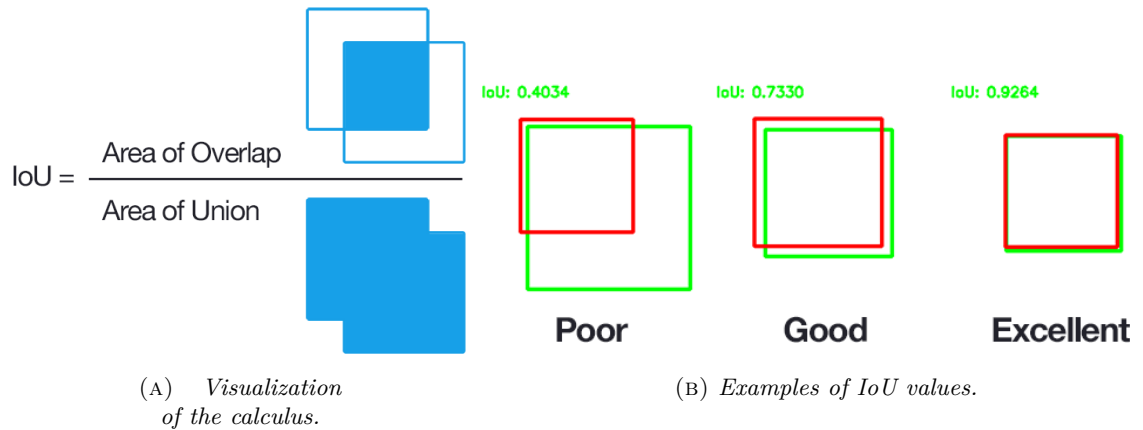 IoU =
Area of Overlap
Area of Union
IoU: 0.4034
IoU: 0.7330
IoU: 0.9264
Poor
Good
Excellent
(A) Visualization
of the calculus.
(B) Examples of IoU values.